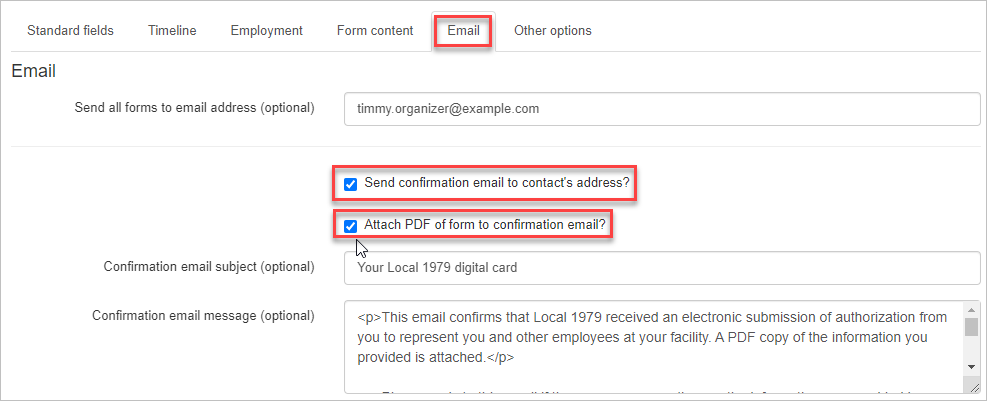 Standard fields Timeline Employment Form content Email Other options
Email
Send all forms to email address (optional) timmy.organizer@example.com
Send confirmation email to contact's address?
Attach PDF of form to confirmation email?
Confirmation email subject (optional) Your Local 1979 digital card
Confirmation email message (optional) <p>This email confirms that Local 1979 received an electronic submission of authorization from
you to represent you and other employees at your facility. A PDF copy of the information you
provided is attached.</p>